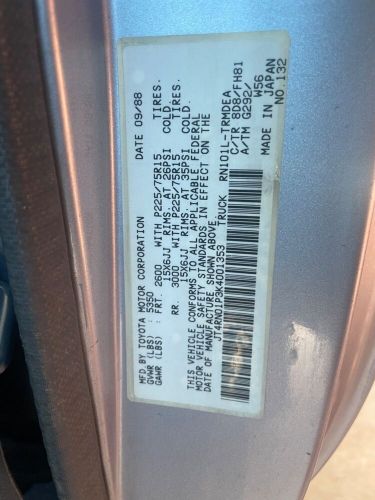 MFD.BY TOYOTA MOTOR CORPORATION DATE 09/88
GVWR (LBS) : 5350
GAWR (LBS) : FRT. 2600 WITH P225/75R15 TIRES.
15X6JJ RIMS.AT 26PSI COLD.
RR. 3000 WITH P225/75R15 TIRES.
15X6JJ RIMS.AT 35PSI COLD.
THIS VEHICLE CONFORMS TO ALL APPLICABLE FEDERAL
MOTOR VEHICLE SAFETY STANDARDS IN EFFECT ON THE
DATE OF MANUFACTURE SHOWN ABOVE.
JT4RN01P3K4001353 TRUCK RN101L-TRMDEA
C/TR 8D8/FH81
A/TM G292/ W56
MADE IN JAPAN
NO.132